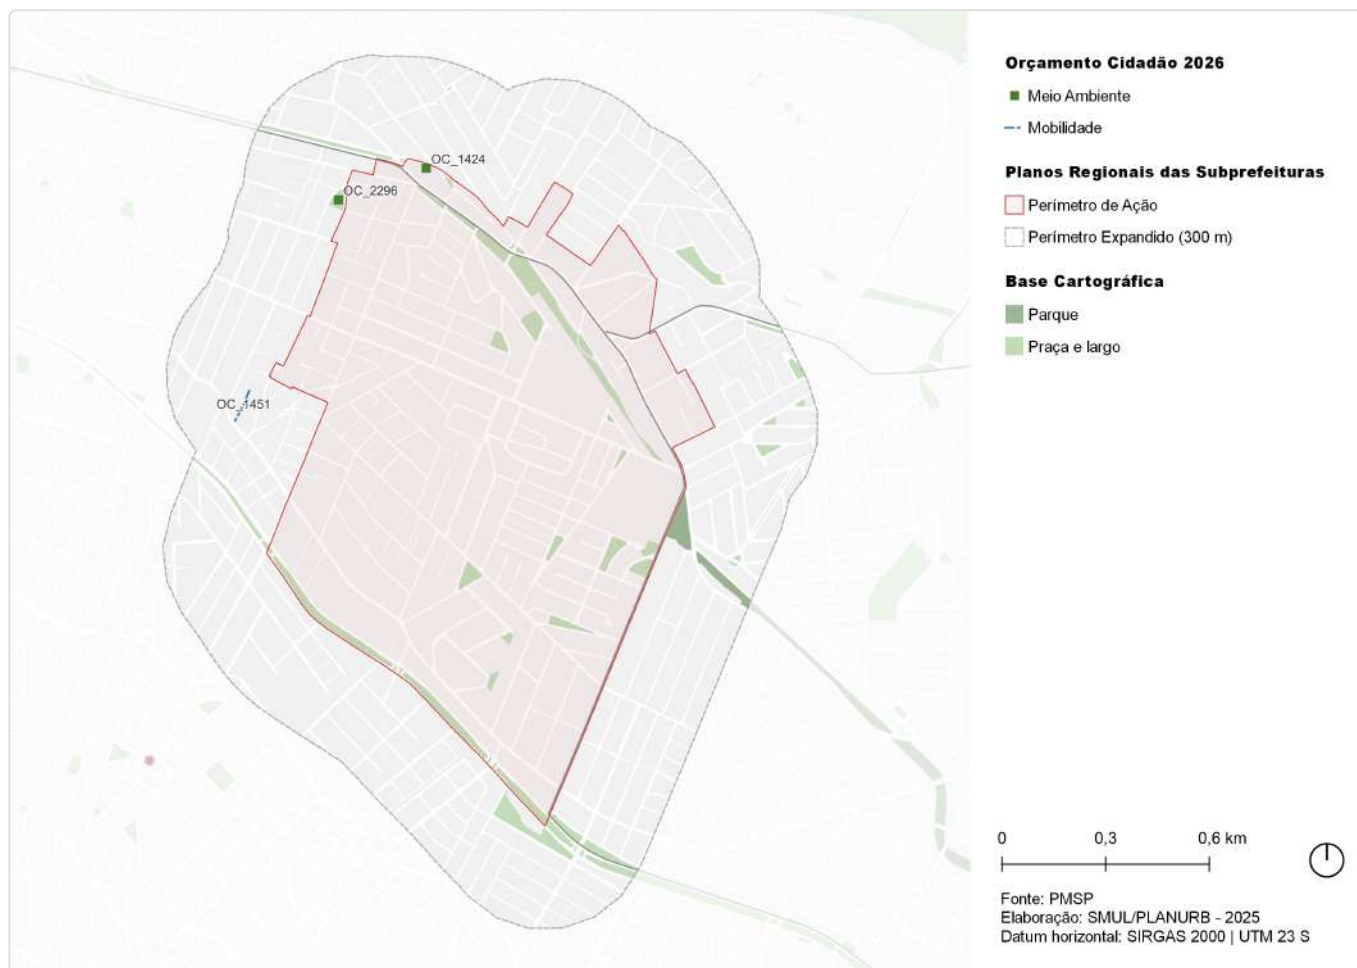 OC_1424
OC_2296
OC_1451
Orçamento Cidadão 2026
Meio Ambiente
Mobilidade
Planos Regionais das Subprefeituras
Perímetro de Ação
Perímetro Expandido (300 m)
Base Cartográfica
Parque
Praça e largo
0 0,3 0,6 km
Fonte: PMSP
Elaboração: SMUL/PLANURB - 2025
Datum horizontal: SIRGAS 2000 | UTM 23 S